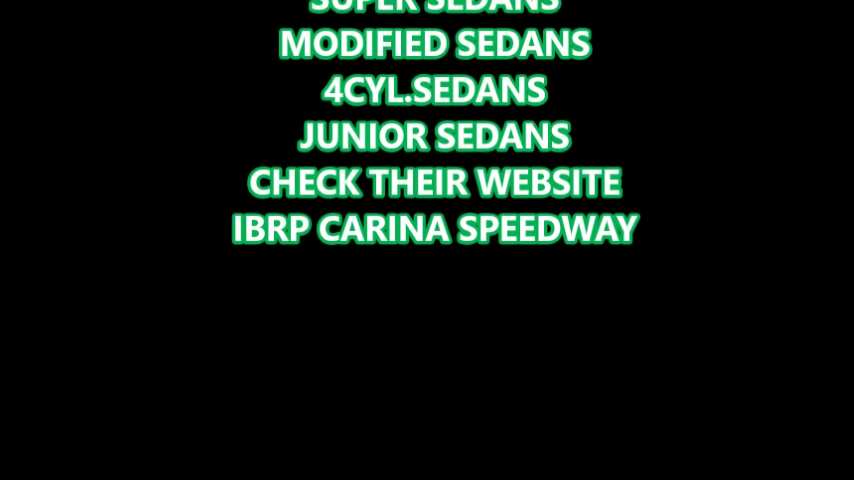 SUPER SEDANS
MODIFIED SEDANS
4CYL.SEDANS
JUNIOR SEDANS
CHECK THEIR WEBSITE
IBRP CARINA SPEEDWAY